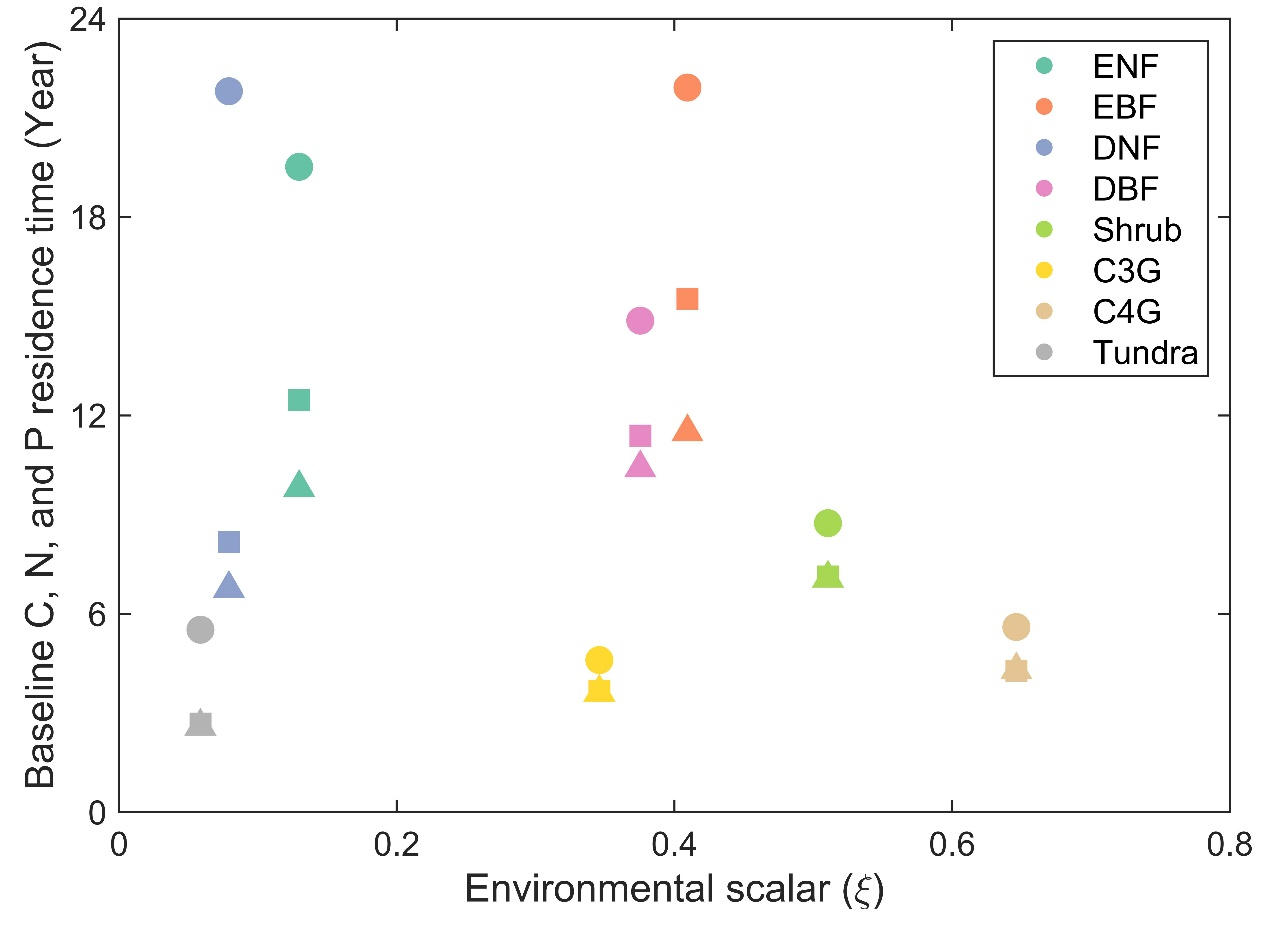 Baseline C, N, and P residence time (Year)
24
18
12
6
0
0
0.2
0.4
0.6
0.8
Environmental scalar (ξ)
ENF
EBF
DNF
DBF
Shrub
C3G
C4G
Tundra